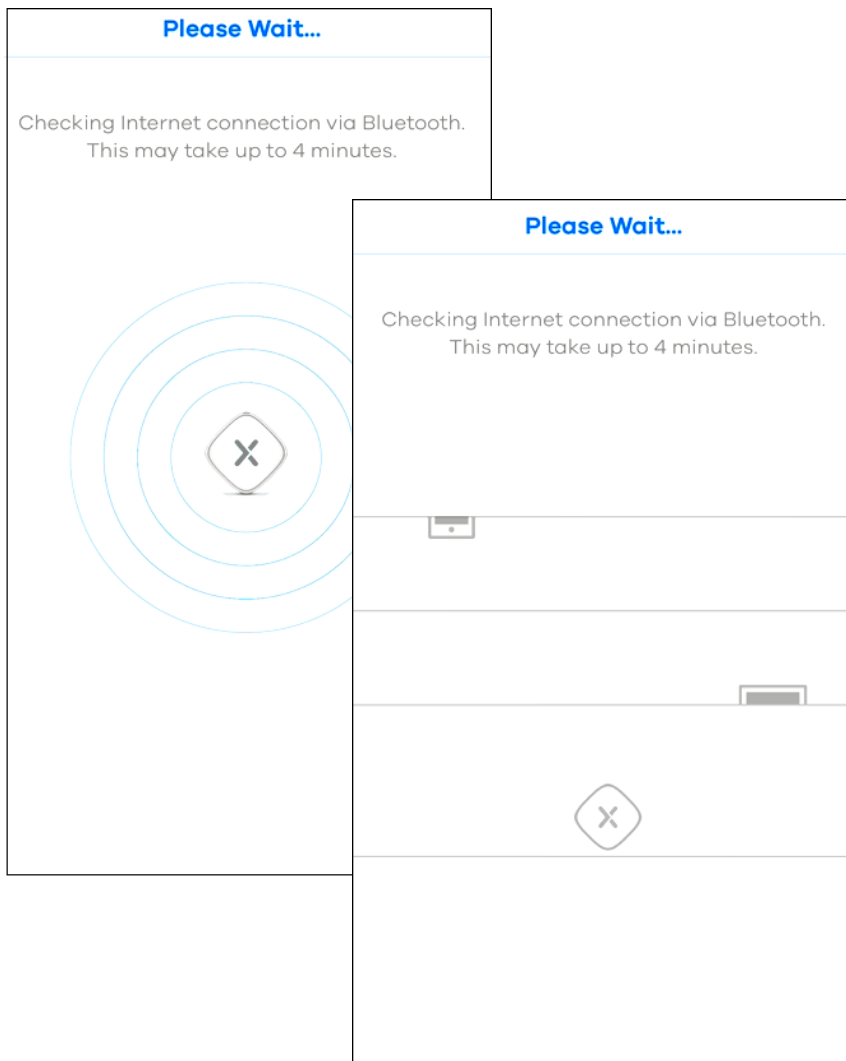 Please Wait...
Checking Internet connection via Bluetooth.
This may take up to 4 minutes.
Please Wait...
Checking Internet connection via Bluetooth.
This may take up to 4 minutes.